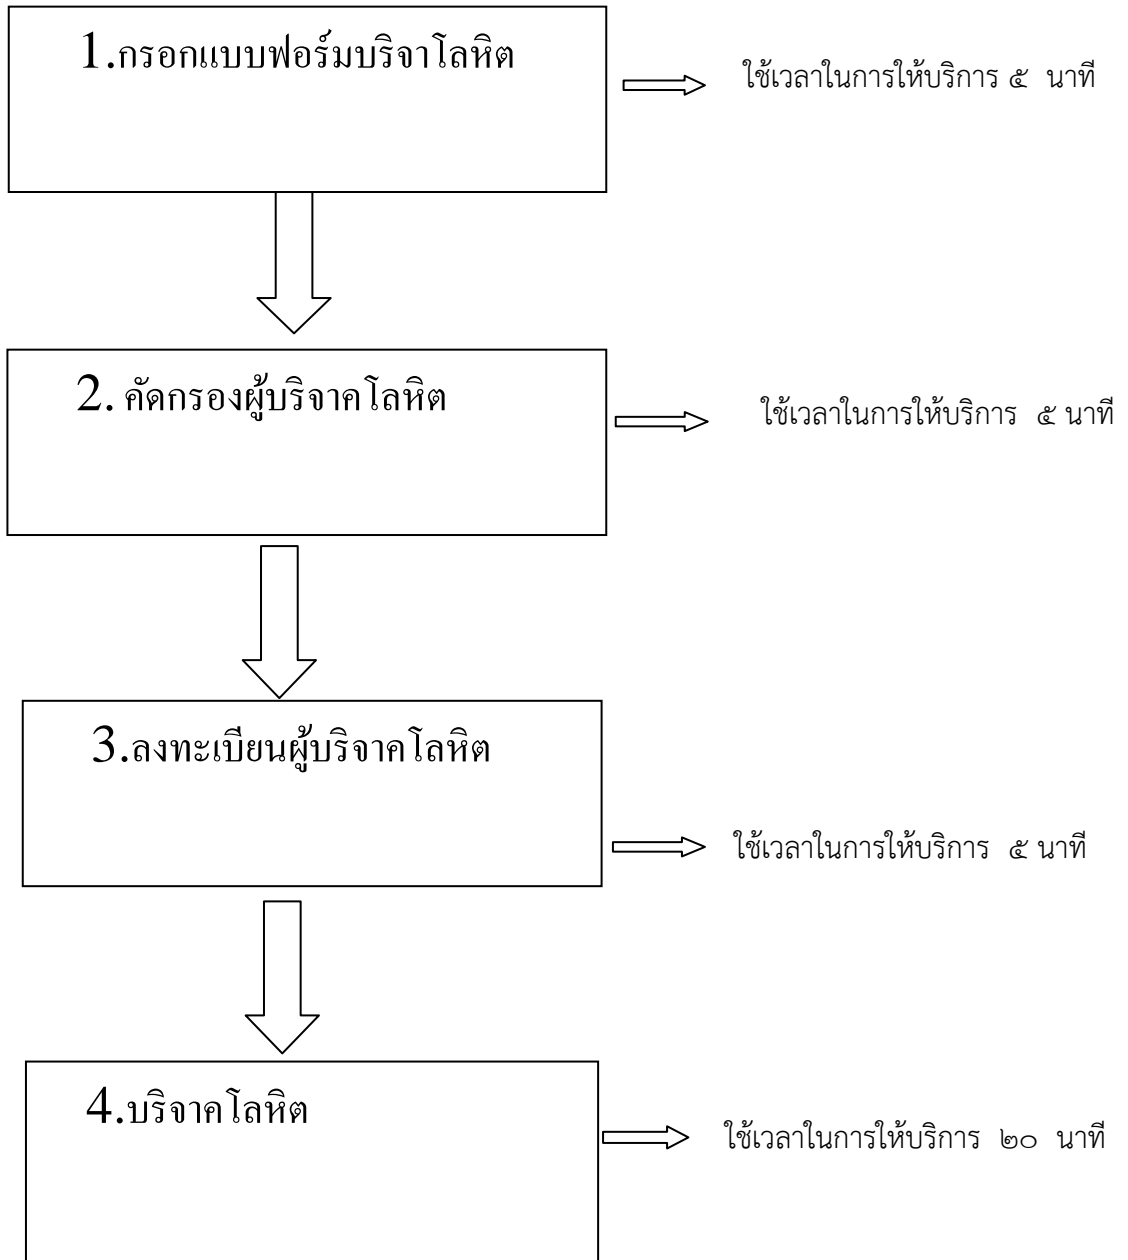 1.กรอกแบบฟอร์มบริจาโลหิต
ใช้เวลาในการให้บริการ ๕ นาที
2. คัดกรองผู้บริจาคโลหิต
ใช้เวลาในการให้บริการ ๕ นาที
3.ลงทะเบียนผู้บริจาคโลหิต
ใช้เวลาในการให้บริการ ๕ นาที
4.บริจาคโลหิต
ใช้เวลาในการให้บริการ ๒๐ นาที